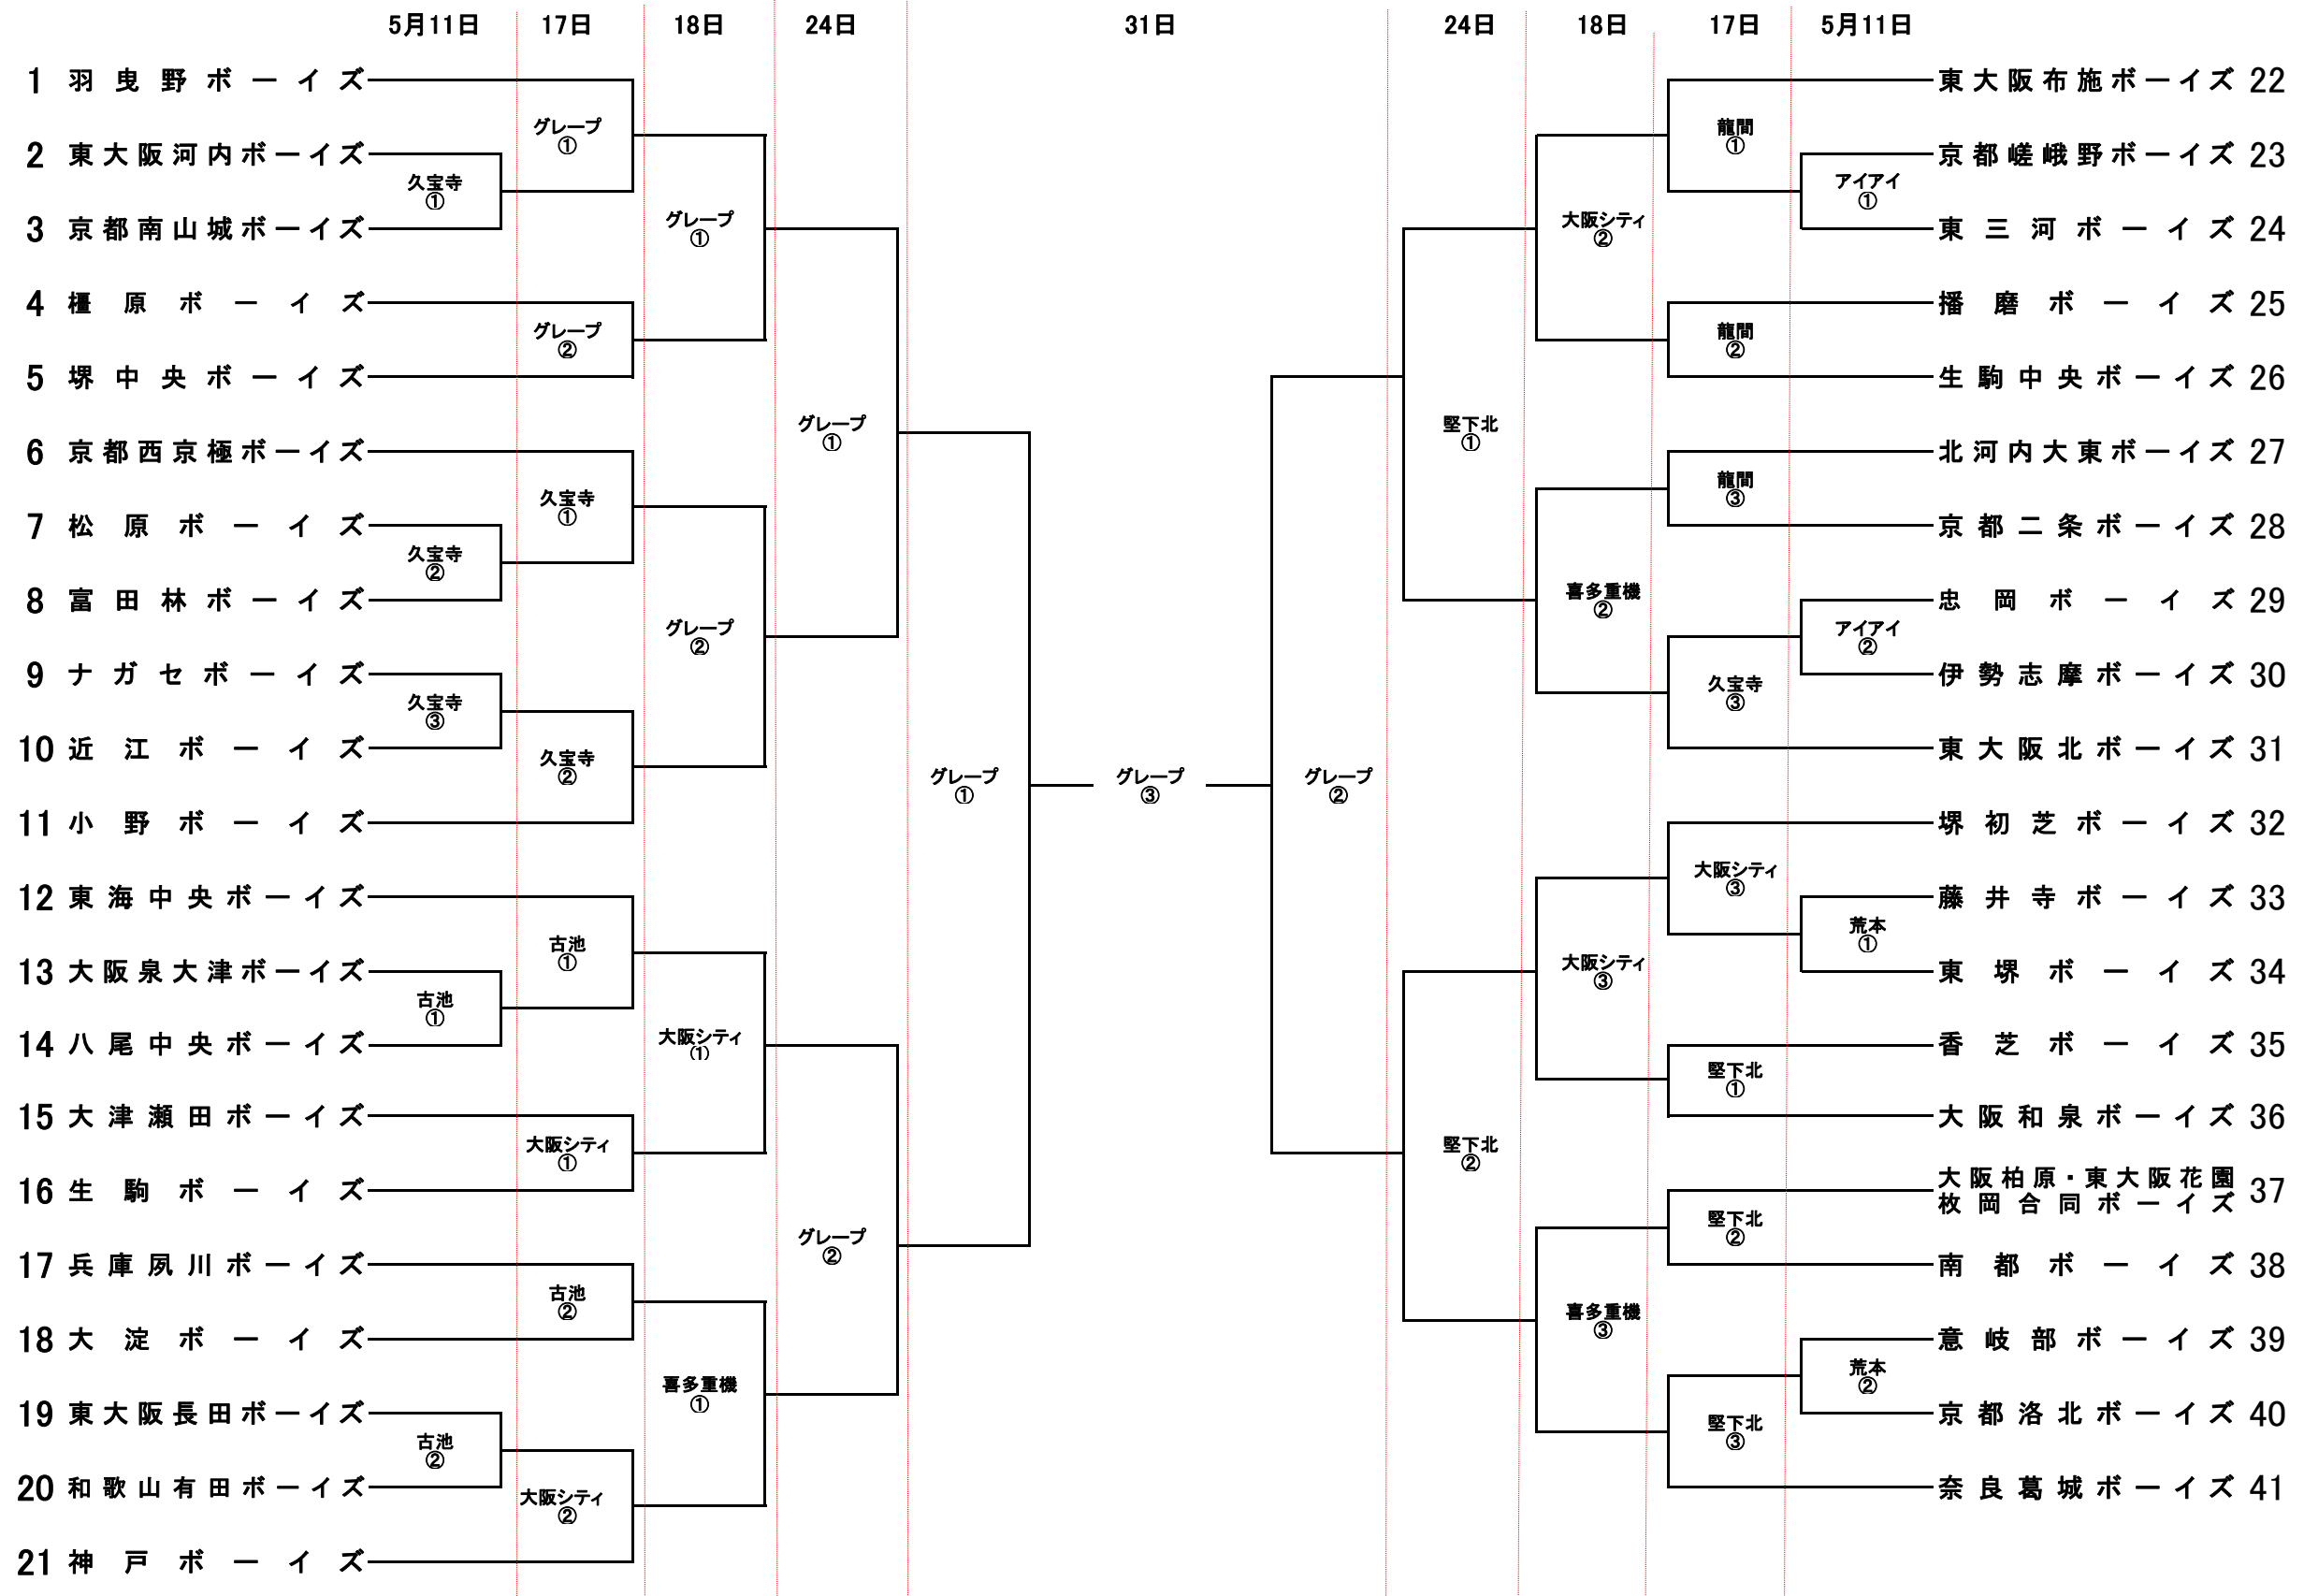 5月11日 17日 18日 24日 31日 24日 18日 17日 5月11日
1 羽曳野ボーイズ
2 東大阪河内ボーイズ
3 京都南山城ボーイズ
4 橿原ボーイズ
5 堺中央ボーイズ
6 京都西京極ボーイズ
7 松原ボーイズ
8 富田林ボーイズ
9 ナガセボーイズ
10 近江ボーイズ
11 小野ボーイズ
12 東海中央ボーイズ
13 大阪泉大津ボーイズ
14 八尾中央ボーイズ
15 大津瀬田ボーイズ
16 生駒ボーイズ
17 兵庫夙川ボーイズ
18 大淀ボーイズ
19 東大阪長田ボーイズ
20 和歌山有田ボーイズ
21 神戸ボーイズ
久宝寺
①
久宝寺
②
久宝寺
③
古池
①
古池
②
グレープ
①
グレープ
②
久宝寺
①
久宝寺
②
古池
①
大阪シティ
①
古池
②
大阪シティ
②
グレープ
①
グレープ
②
大阪シティ
①
喜多重機
①
グレープ
①
グレープ
②
グレープ
①
グレープ
③
グレープ
②
堅下北
①
堅下北
②
大阪シティ
②
喜多重機
②
大阪シティ
③
喜多重機
③
龍間
①
龍間
②
龍間
③
久宝寺
③
大阪シティ
③
堅下北
①
堅下北
②
堅下北
③
アイアイ
①
アイアイ
②
荒本
①
荒本
②
東大阪布施ボーイズ 22
京都嵯峨野ボーイズ 23
東三河ボーイズ 24
播磨ボーイズ 25
生駒中央ボーイズ 26
北河内大東ボーイズ 27
京都二条ボーイズ 28
忠岡ボーイズ 29
伊勢志摩ボーイズ 30
東大阪北ボーイズ 31
堺初芝ボーイズ 32
藤井寺ボーイズ 33
東堺ボーイズ 34
香芝ボーイズ 35
大阪和泉ボーイズ 36
大阪柏原・東大阪花園
枚岡合同ボーイズ 37
南都ボーイズ 38
意岐部ボーイズ 39
京都洛北ボーイズ 40
奈良葛城ボーイズ 41